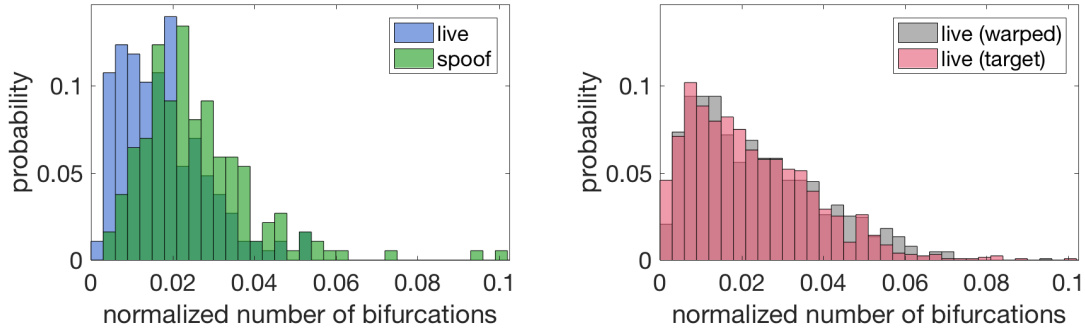 live
spoof
0.1
0.05
0
probability
0 0.02 0.04 0.06 0.08 0.1
normalized number of bifurcations
live (warped)
live (target)
0.1
0.05
0
probability
0 0.02 0.04 0.06 0.08 0.1
normalized number of bifurcations